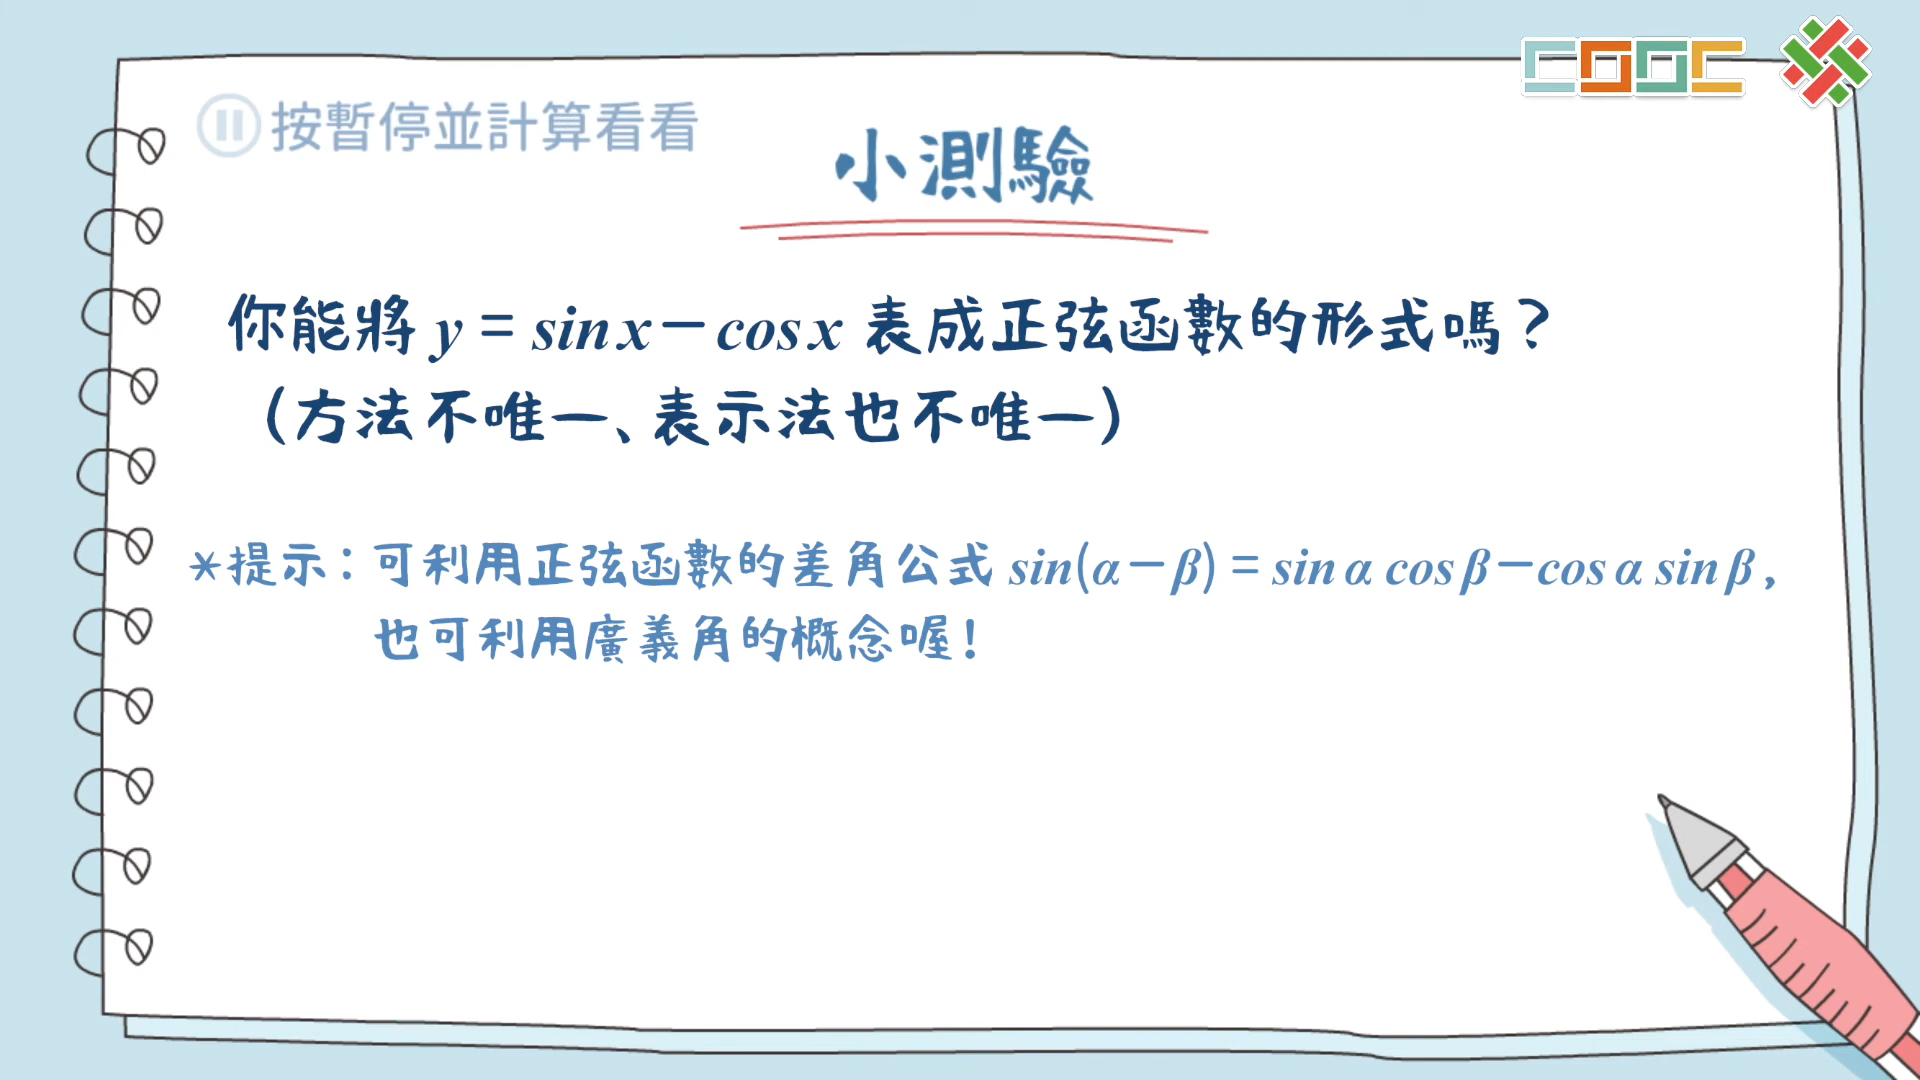 按暫停並計算看看
小測驗
你能將 y = sin x − cos x 表成正弦函數的形式嗎？
（方法不唯一、表示法也不唯一）
*提示：可利用正弦函數的差角公式 sin(α − β) = sin α cos β − cos α sin β，
也可利用廣義角的概念喔！